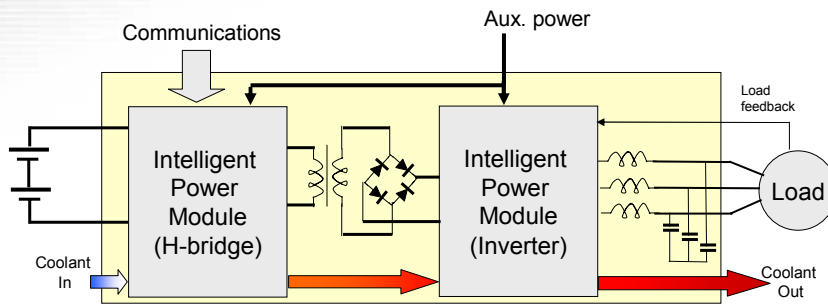 Communications
Aux. power
Load
feedback
Intelligent
Power
Module
(H-bridge)
Intelligent
Power
Module
(Inverter)
Load
Coolant
In
Coolant
Out